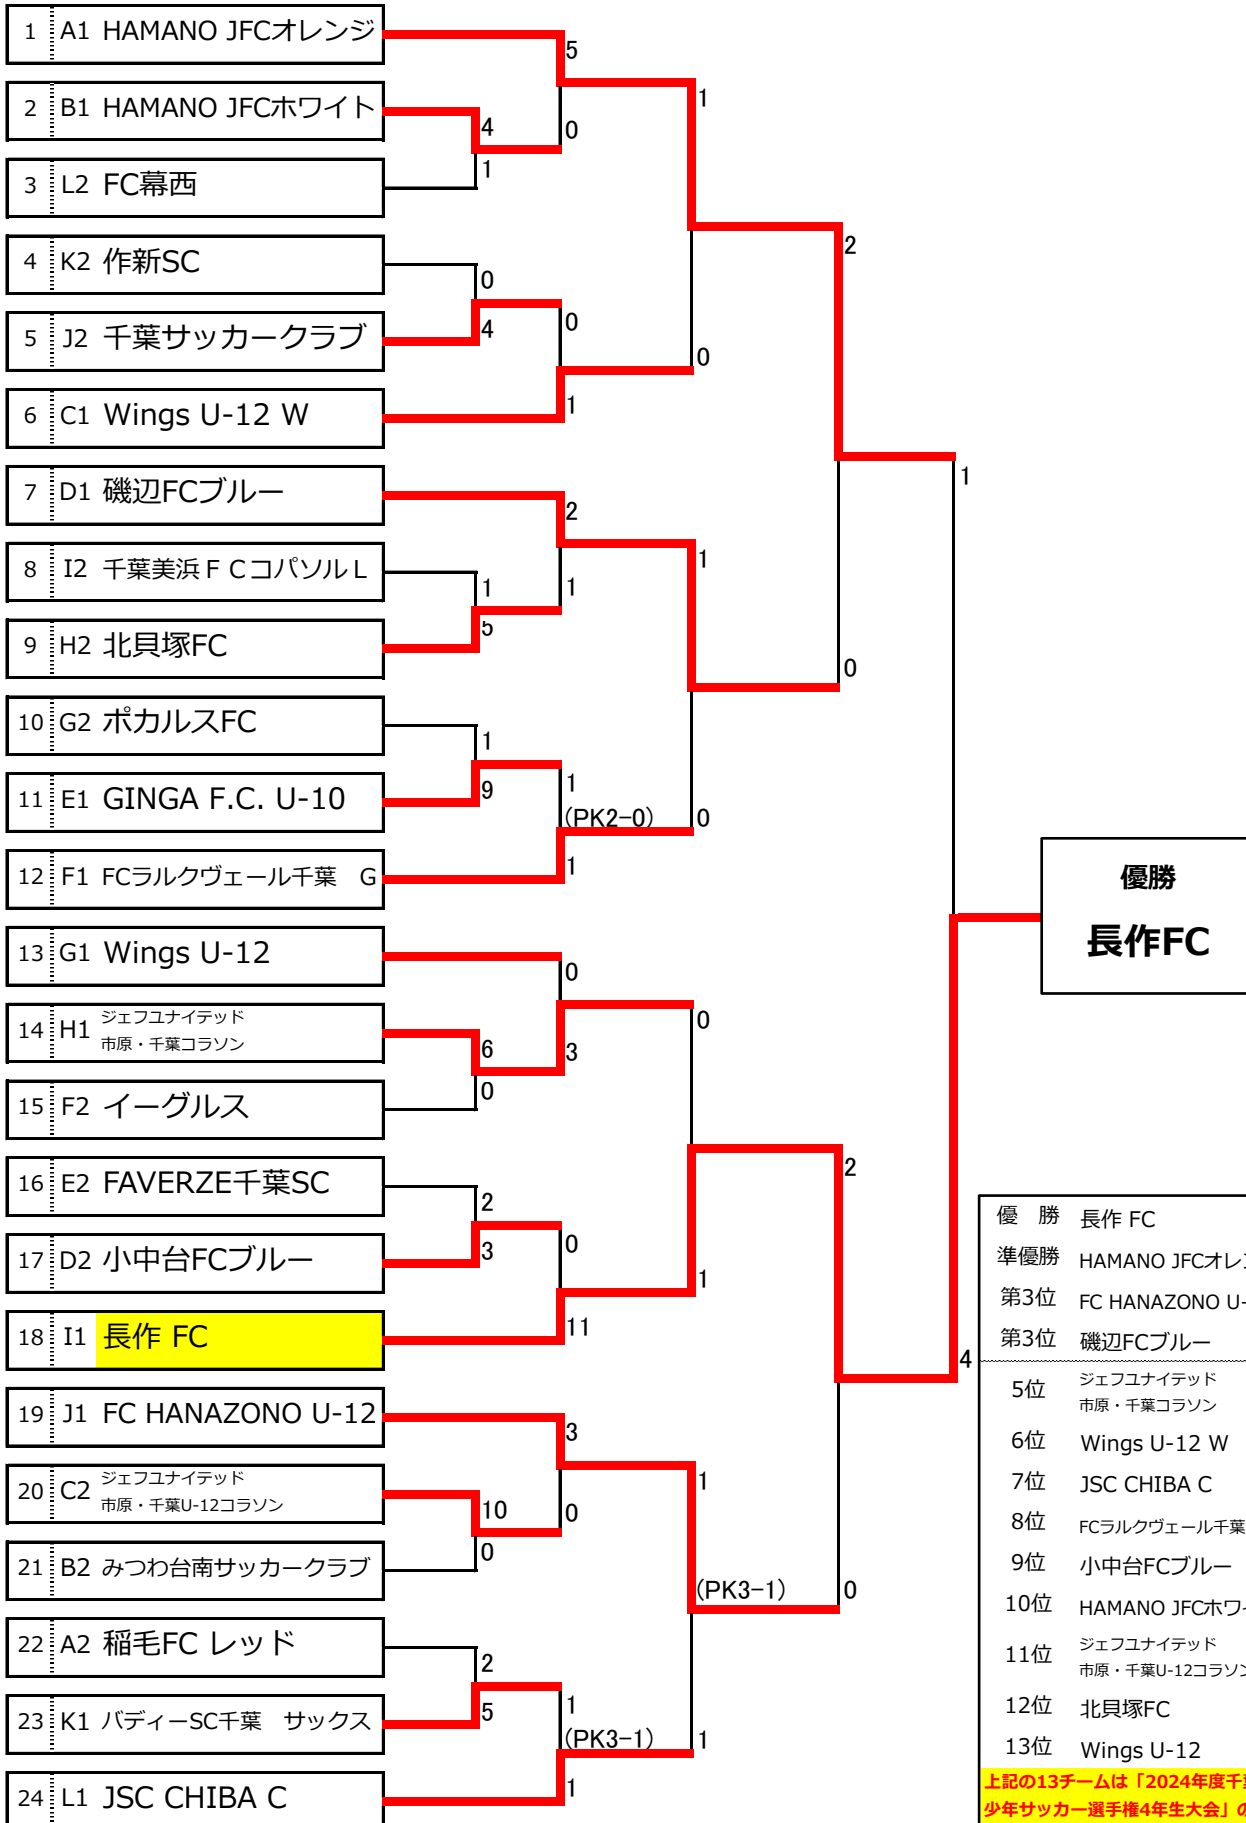 1 A1 HAMANO JFCオレンジ
5
2 B1 HAMANO JFCホワイト
1
4
0
3 L2 FC幕西
1
4 K2 作新SC
2
0
5 J2 千葉サッカークラブ
4
0
0
6 C1 Wings U-12 W
1
7 D1 磯辺FCブルー
1
2
8 I2 千葉美浜ＦＣコパソルＬ
1
1
1
9 H2 北貝塚FC
5
0
10 G2 ポカルスFC
1
11 E1 GINGA F.C. U-10
9
1
(PK2-0)
0
12 F1 FCラルクヴェール千葉　G
1
優勝
長作FC
13 G1 Wings U-12
0
14 H1 ジェフユナイテッド
市原・千葉コラソン
0
6
3
15 F2 イーグルス
0
16 E2 FAVERZE千葉SC
2
2
17 D2 小中台FCブルー
3
0
1
18 I1 長作 FC
11
4
19 J1 FC HANAZONO U-12
3
20 C2 ジェフユナイテッド
市原・千葉U-12コラソン
1
10
0
21 B2 みつわ台南サッカークラブ
0
(PK3-1)
0
22 A2 稲毛FC レッド
2
23 K1 バディーSC千葉　サックス
5
1
(PK3-1)
1
24 L1 JSC CHIBA C
1
優　勝 長作 FC
準優勝 HAMANO JFCオレ
第3位 FC HANAZONO U-
第3位 磯辺FCブルー
5位 ジェフユナイテッド
市原・千葉コラソン
6位 Wings U-12 W
7位 JSC CHIBA C
8位 FCラルクヴェール千葉
9位 小中台FCブルー
10位 HAMANO JFCホワ
11位 ジェフユナイテッド
市原・千葉U-12コラソ
12位 北貝塚FC
13位 Wings U-12
上記の13チームは「2024年度千
少年サッカー選手権4年生大会」の